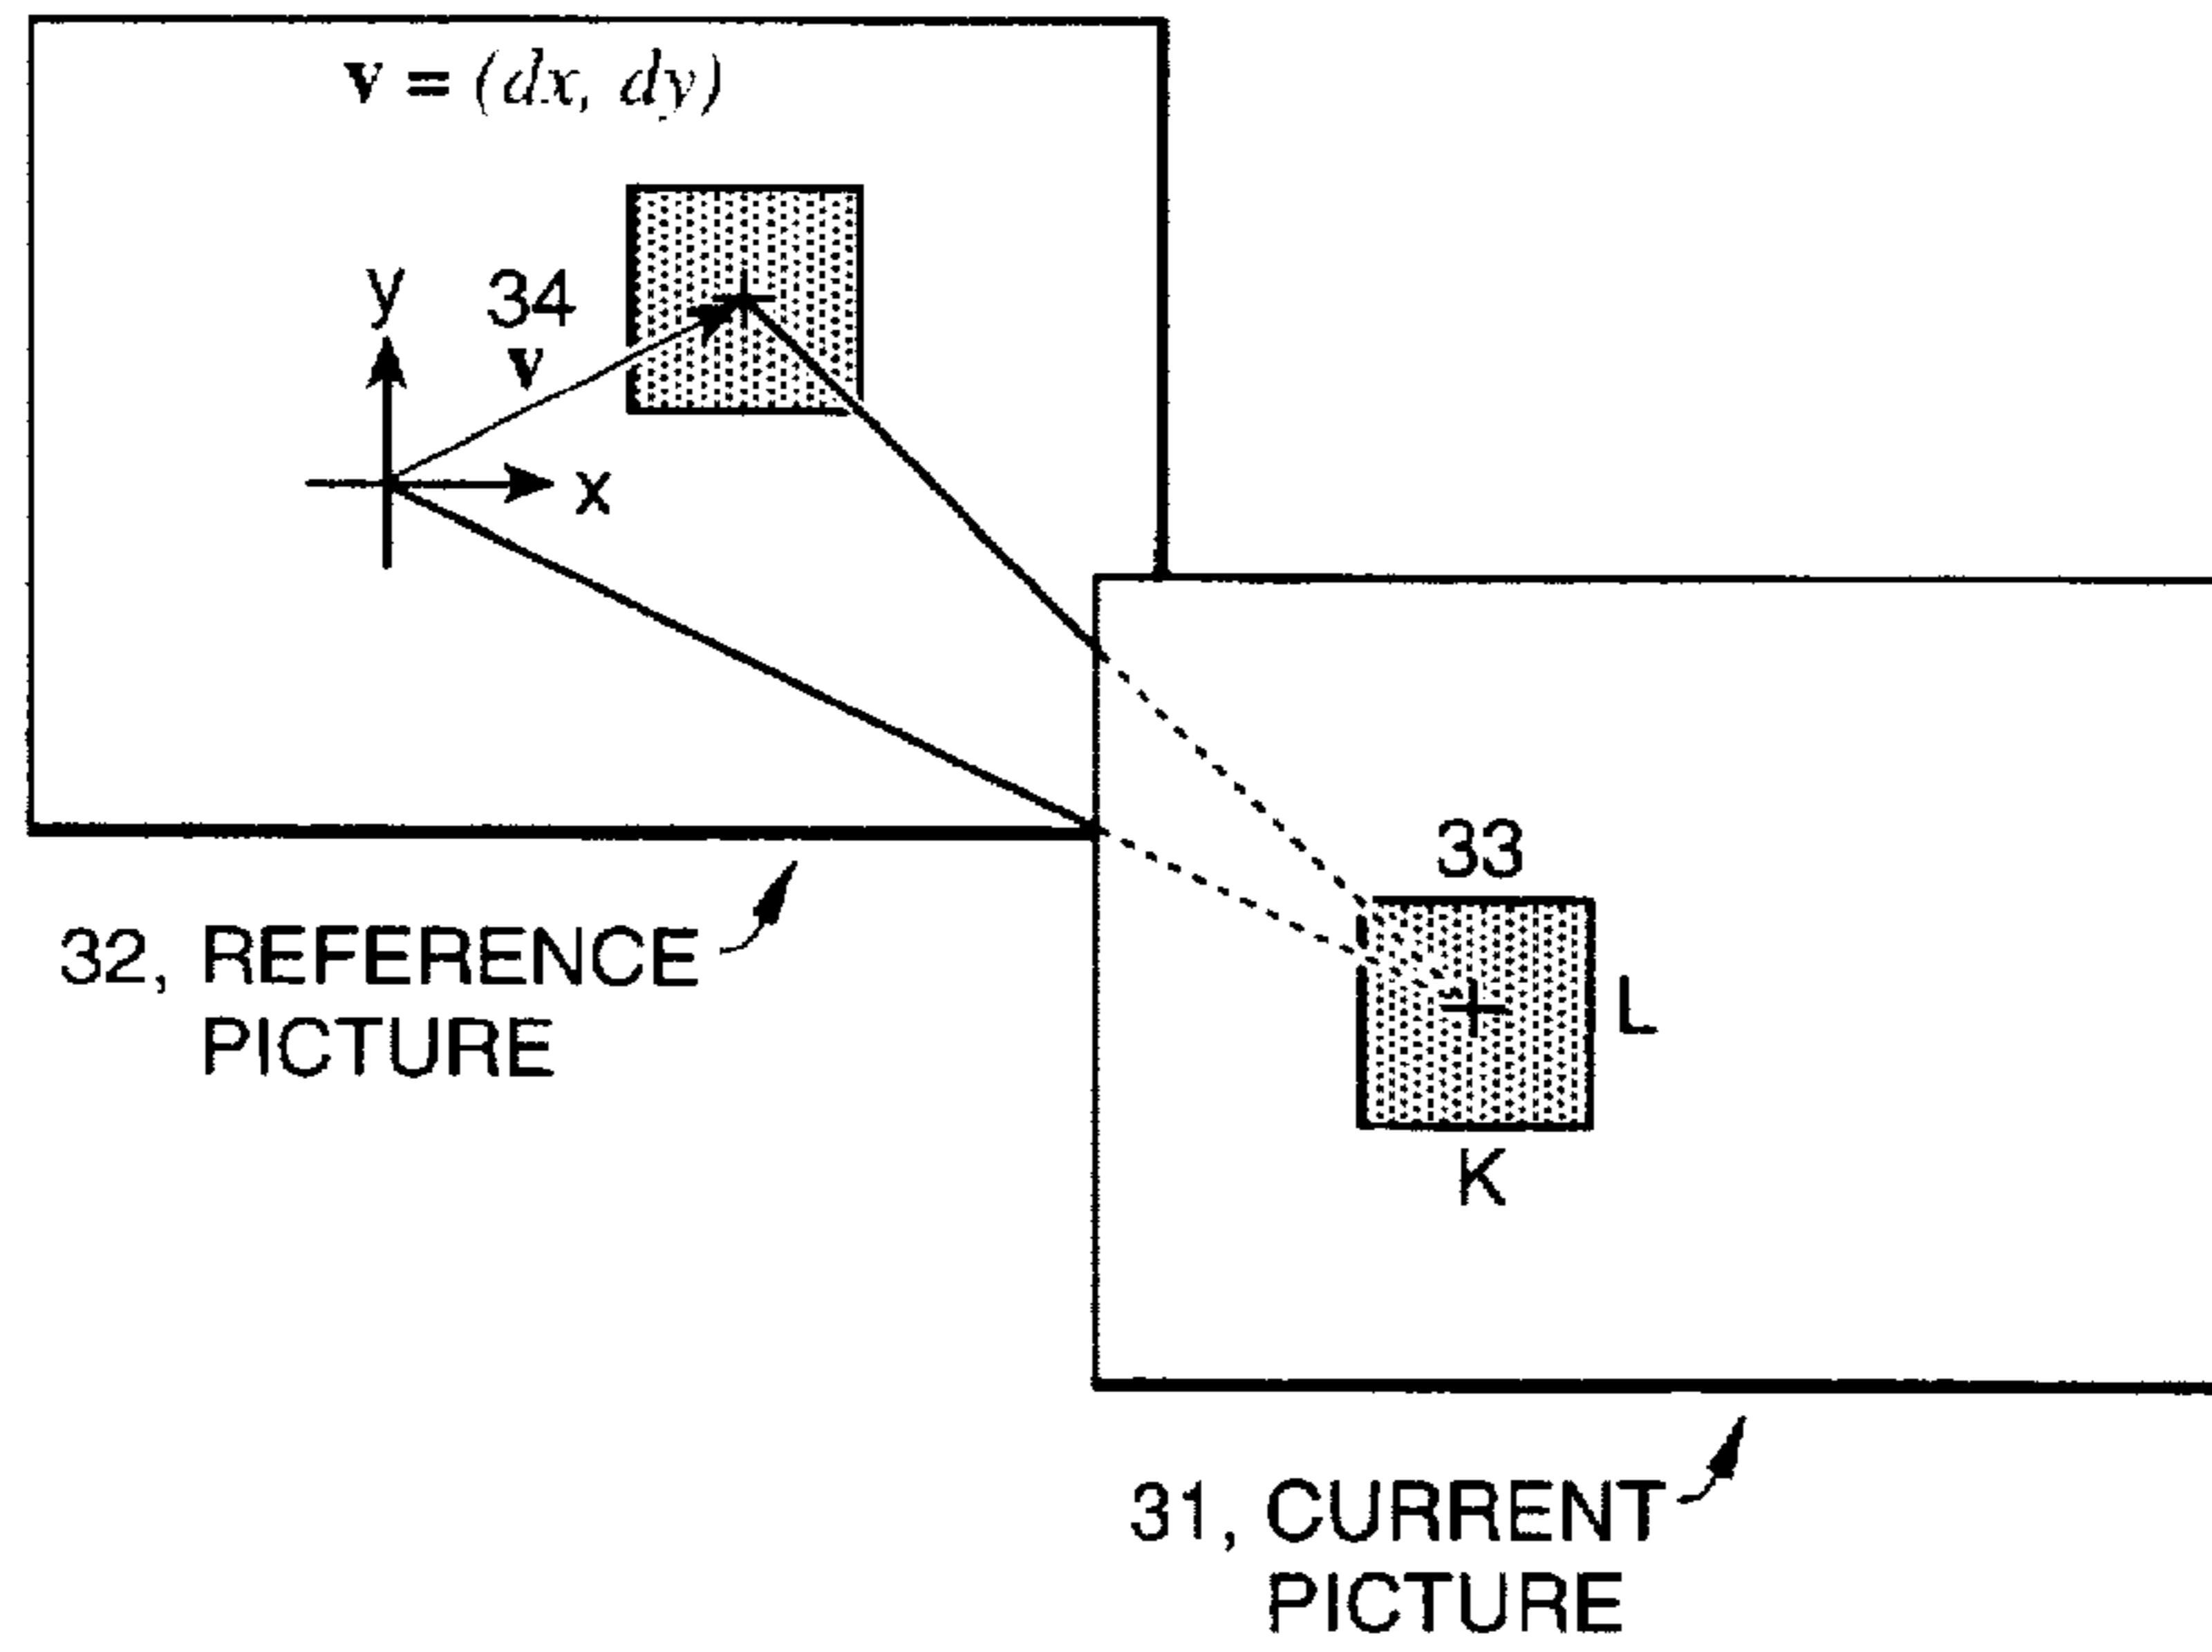 v = (dx, dy)
y
34
v
x
33
L
K
32, REFERENCE
PICTURE
31, CURRENT
PICTURE